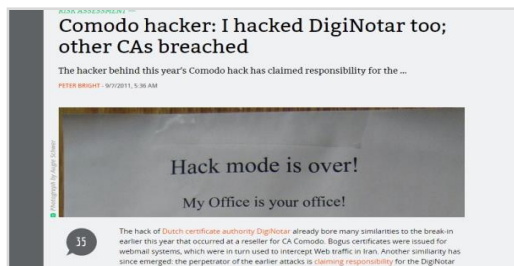 RISK ASSESSMENT —
Comodo hacker: I hacked DigiNotar too;
other CAs breached
The hacker behind this year's Comodo hack has claimed responsibility for the ...
PETER BRIGHT - 9/7/2011, 5:36 AM
Hack mode is over!
My Office is your office!
Photograph by Roger Schwer
35
The hack of Dutch certificate authority DigiNotar already bore many similarities to the break-in
earlier this year that occurred at a reseller for CA Comodo. Bogus certificates were issued for
webmail systems, which were in turn used to intercept Web traffic in Iran. Another similarity has
since emerged: the perpetrator of the earlier attacks is claiming responsibility for the DigiNotar